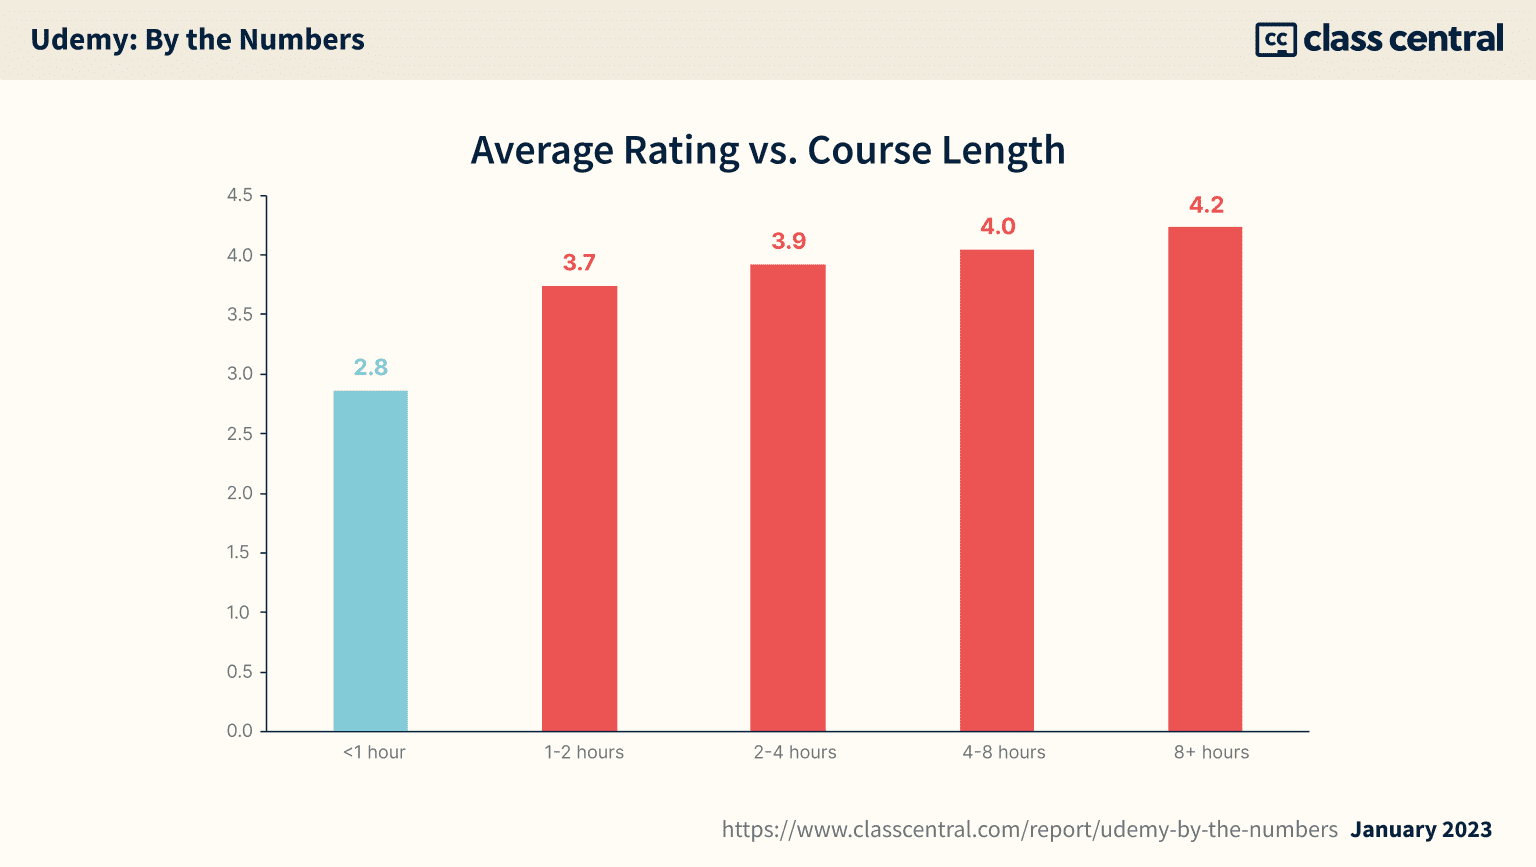 Udemy: By the Numbers
cc class central
Average Rating vs. Course Length
4.5
4.0
3.5
3.0
2.5
2.0
1.5
1.0
0.5
0.0
2.8
3.7
3.9
4.0
4.2
<1 hour
1-2 hours
2-4 hours
4-8 hours
8+ hours
https://www.classcentral.com/report/udemy-by-the-numbers January 2023